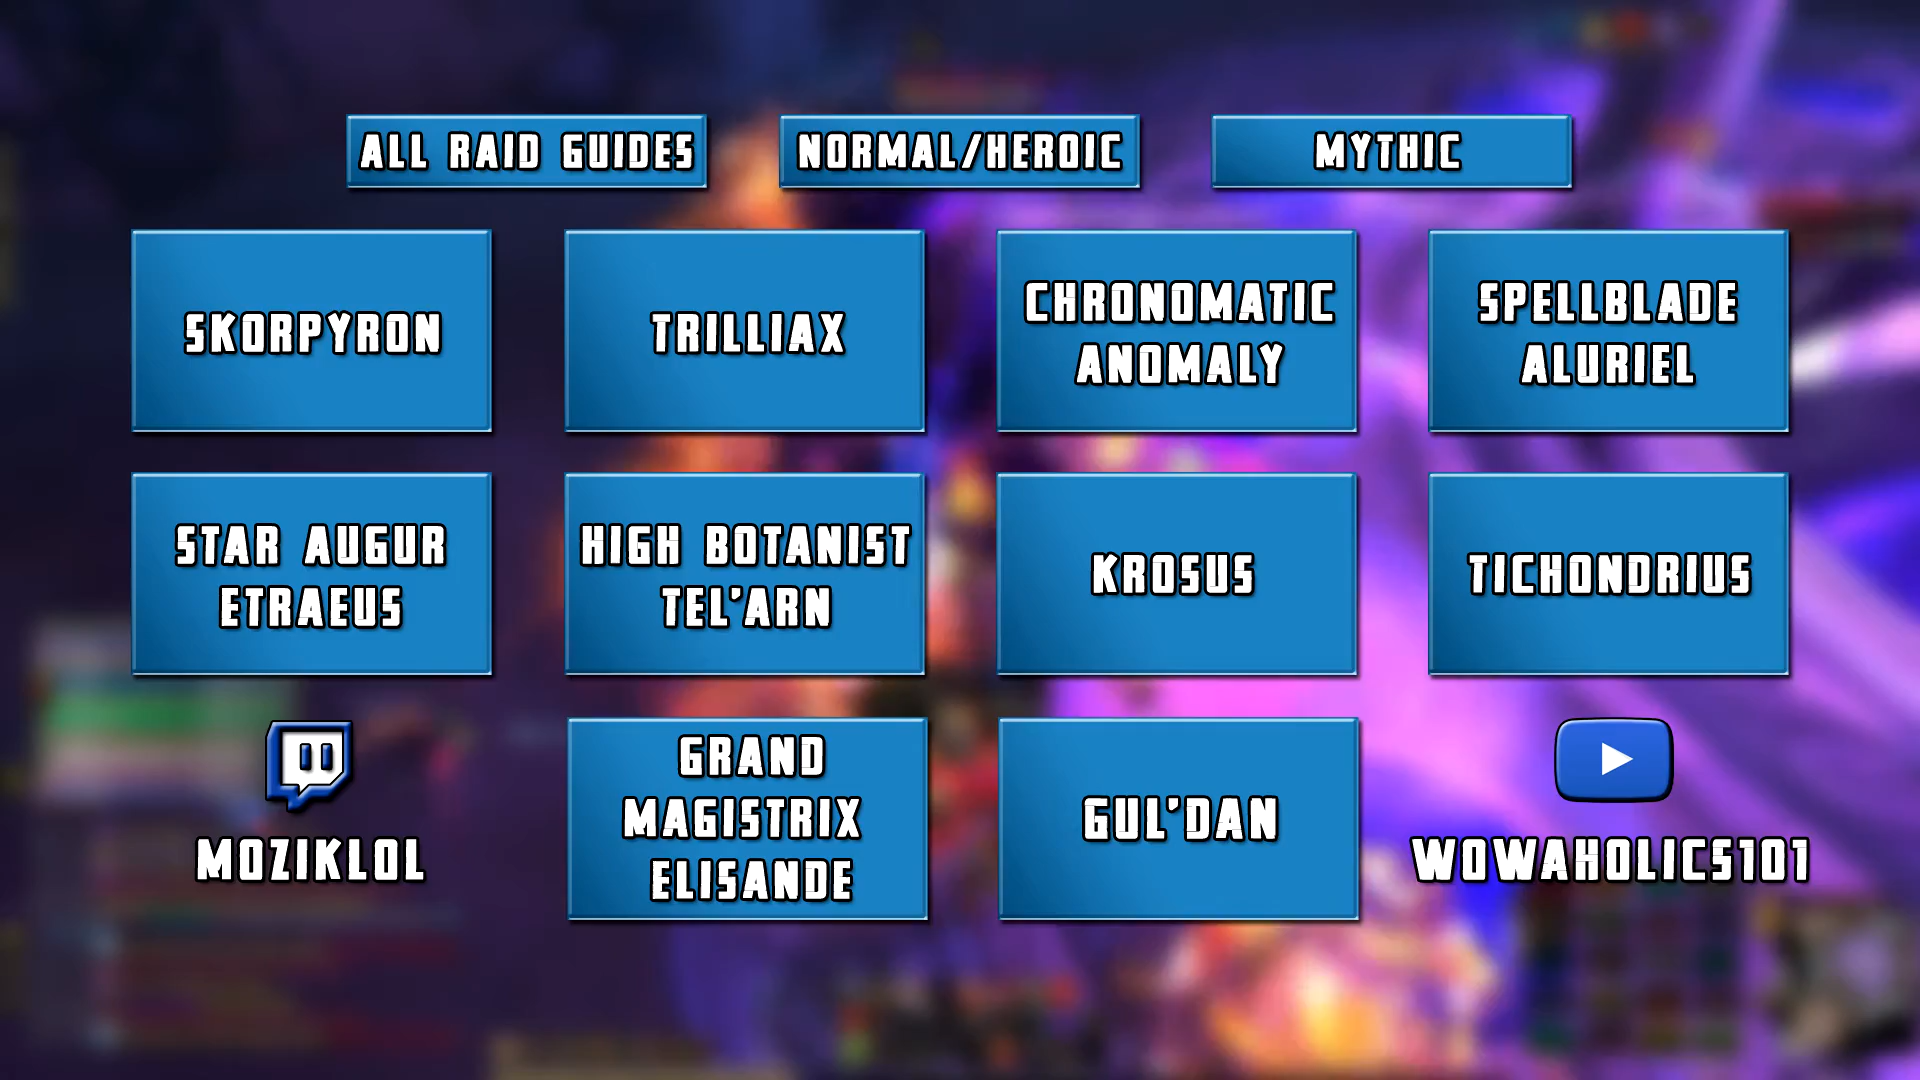 ALL RAID GUIDES
NORMAL/HEROIC
MYTHIC
SKORPYRON
TRILLIAX
CHRONOMATIC
ANOMALY
SPELLBLADE
ALURIEL
STAR AUGUR
ETRAEUS
HIGH BOTANIST
TEL'ARN
KROSUS
TICHONDRIUS
MOZIKLOL
GRAND
MAGISTRIX
ELISANDE
GUL'DAN
WOWAHOLICS101